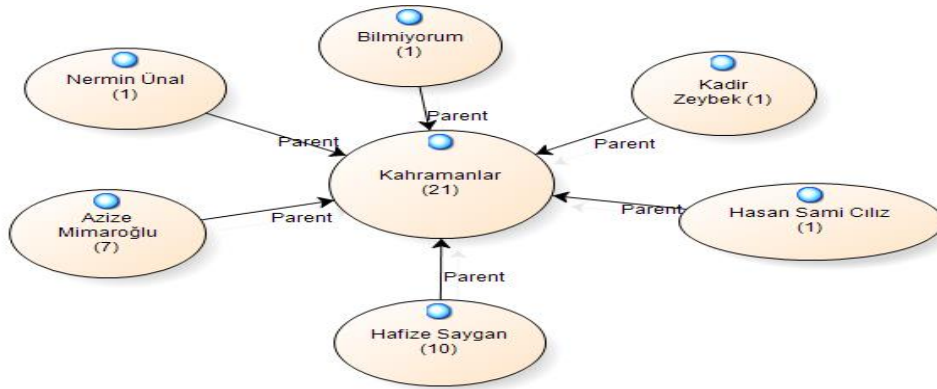 Bilmiyorum
(1)
Nermin Ünal
(1)
Kadir
Zeybek (1)
Parent
Parent
Parent
Kahramanlar
(21)
Azize
Mimaroğlu
(7)
Parent
Parent
Hasan Sami Cılız
(1)
Parent
Hafize Saygan
(10)